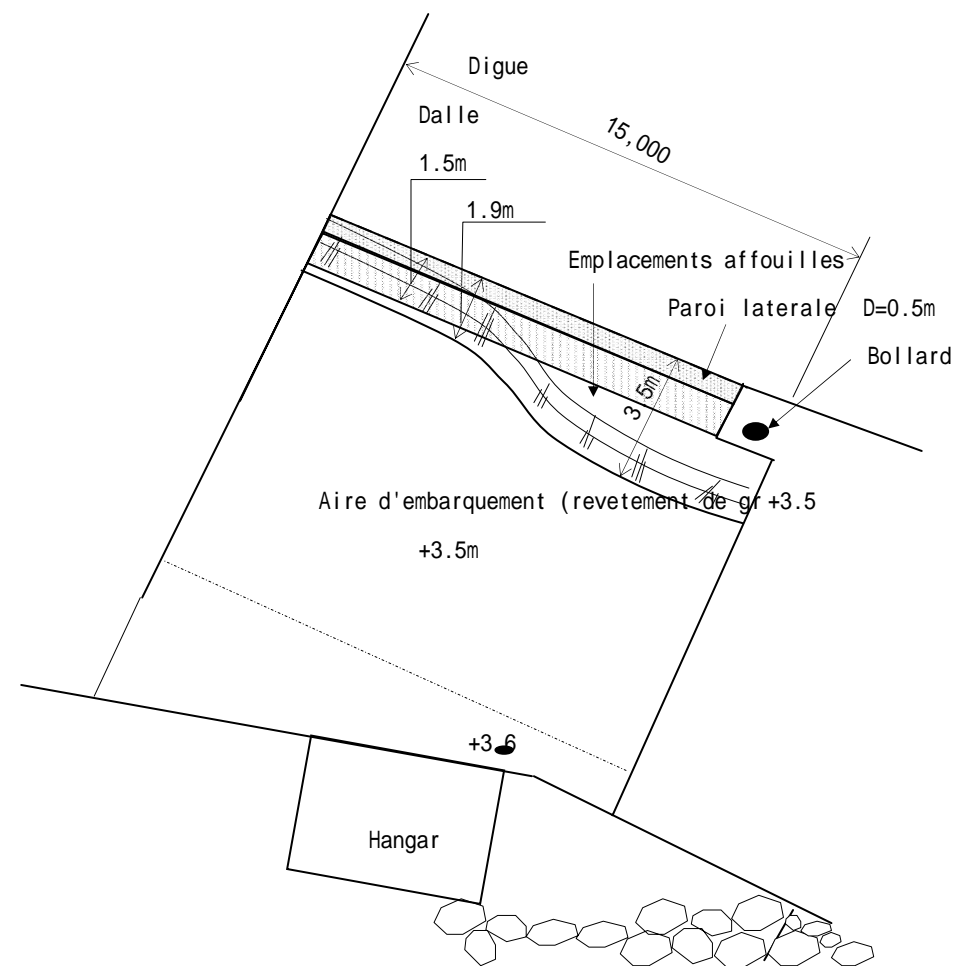 Digue
Dalle
15,000
1.5m
1.9m
Emplacements affouilles
Paroi laterale D=0.5m
Bollard
3.5m
Aire d'embarquement (revetement de gr +3.5
+3.5m
+3.6
Hangar